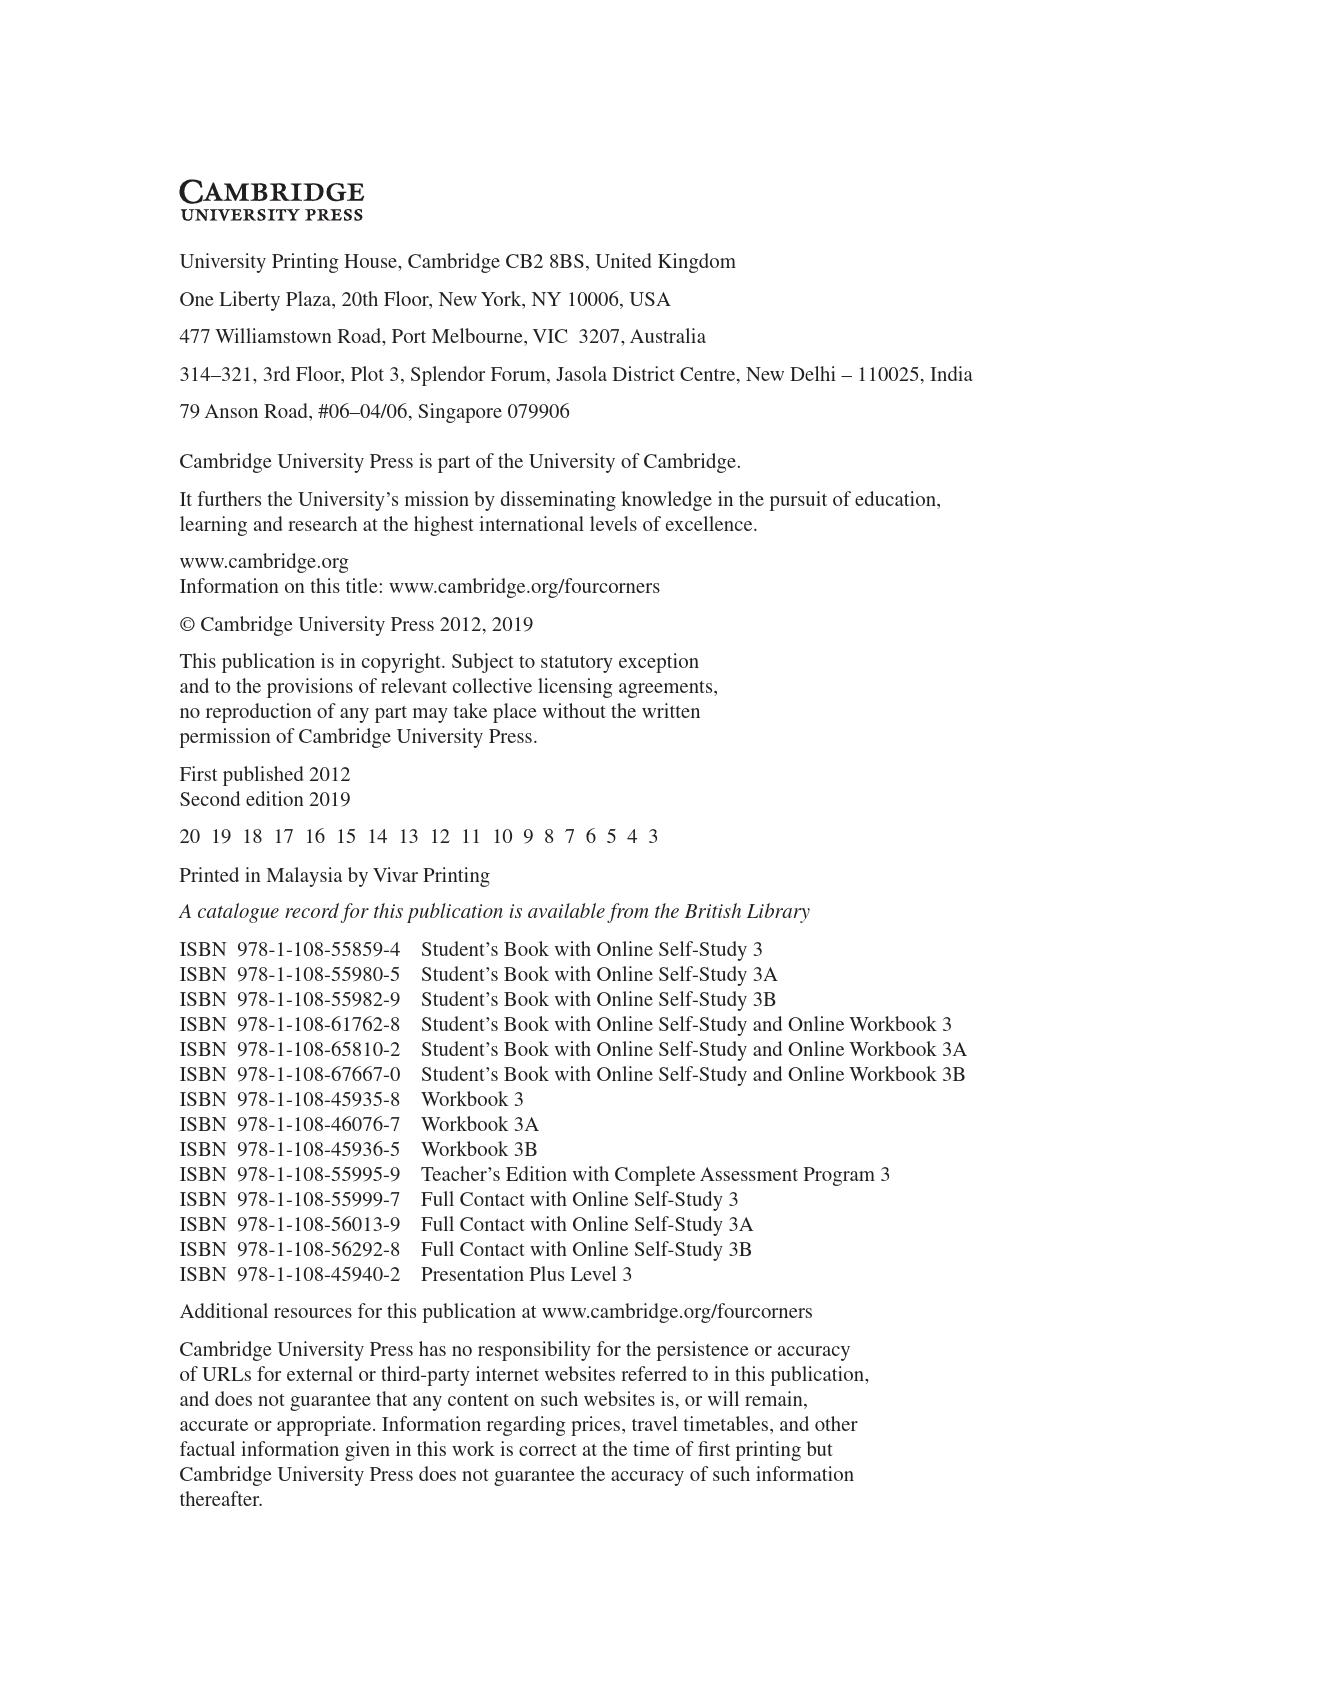 CAMBRIDGE
UNIVERSITY PRESS
University Printing House, Cambridge CB2 8BS, United Kingdom
One Liberty Plaza, 20th Floor, New York, NY 10006, USA
477 Williamstown Road, Port Melbourne, VIC 3207, Australia
314–321, 3rd Floor, Plot 3, Splendor Forum, Jasola District Centre, New Delhi – 110025, India
79 Anson Road, #06–04/06, Singapore 079906
Cambridge University Press is part of the University of Cambridge.
It furthers the University’s mission by disseminating knowledge in the pursuit of education,
learning and research at the highest international levels of excellence.
www.cambridge.org
Information on this title: www.cambridge.org/fourcorners
© Cambridge University Press 2012, 2019
This publication is in copyright. Subject to statutory exception
and to the provisions of relevant collective licensing agreements,
no reproduction of any part may take place without the written
permission of Cambridge University Press.
First published 2012
Second edition 2019
20 19 18 17 16 15 14 13 12 11 10 9 8 7 6 5 4 3
Printed in Malaysia by Vivar Printing
A catalogue record for this publication is available from the British Library
ISBN 978-1-108-55859-4 Student’s Book with Online Self-Study 3
ISBN 978-1-108-55980-5 Student’s Book with Online Self-Study 3A
ISBN 978-1-108-55982-9 Student’s Book with Online Self-Study 3B
ISBN 978-1-108-61762-8 Student’s Book with Online Self-Study and Online Workbook 3
ISBN 978-1-108-65810-2 Student’s Book with Online Self-Study and Online Workbook 3A
ISBN 978-1-108-67667-0 Student’s Book with Online Self-Study and Online Workbook 3B
ISBN 978-1-108-45935-8 Workbook 3
ISBN 978-1-108-46076-7 Workbook 3A
ISBN 978-1-108-45936-5 Workbook 3B
ISBN 978-1-108-55995-9 Teacher’s Edition with Complete Assessment Program 3
ISBN 978-1-108-55999-7 Full Contact with Online Self-Study 3
ISBN 978-1-108-56013-9 Full Contact with Online Self-Study 3A
ISBN 978-1-108-56292-8 Full Contact with Online Self-Study 3B
ISBN 978-1-108-45940-2 Presentation Plus Level 3
Additional resources for this publication at www.cambridge.org/fourcorners
Cambridge University Press has no responsibility for the persistence or accuracy
of URLs for external or third-party internet websites referred to in this publication,
and does not guarantee that any content on such websites is, or will remain,
accurate or appropriate. Information regarding prices, travel timetables, and other
factual information given in this work is correct at the time of first printing but
Cambridge University Press does not guarantee the accuracy of such information
thereafter.